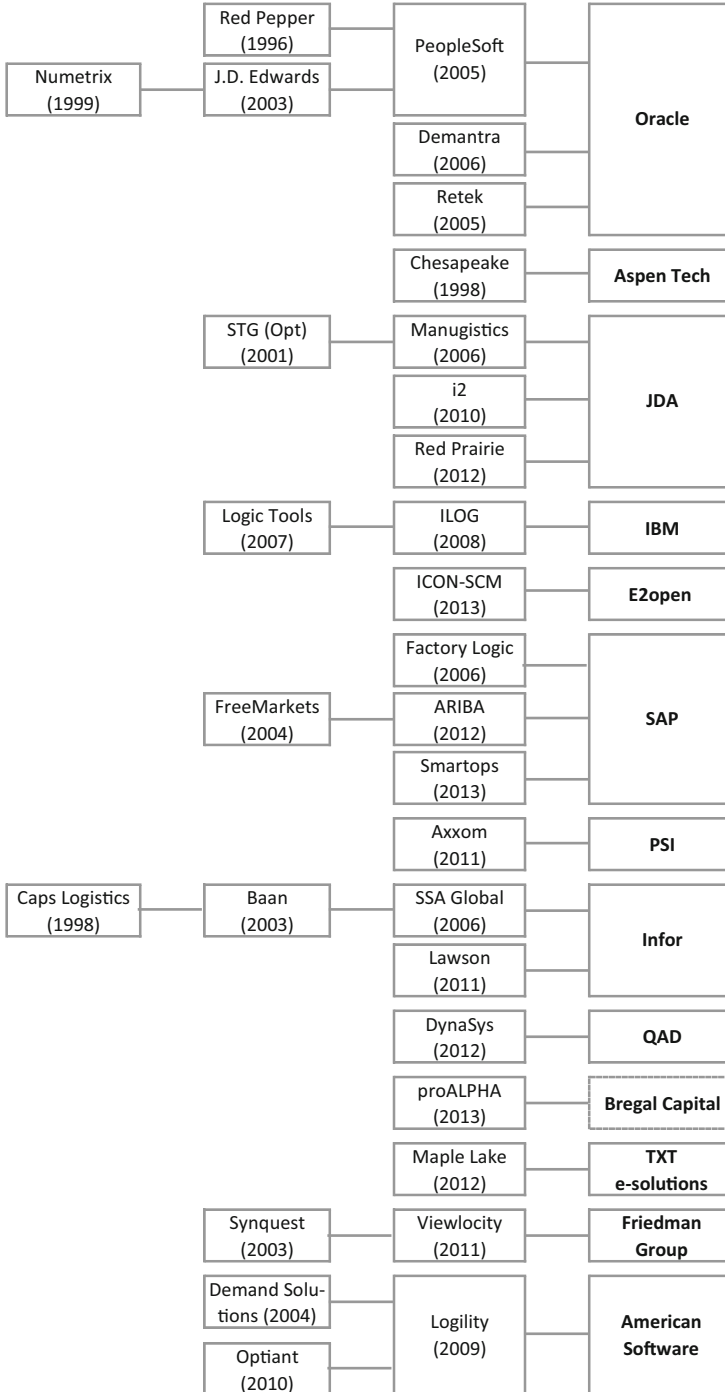 Red Pepper
(1996)
PeopleSoft
(2005)
Numetrix
(1999)
J.D. Edwards
(2003)
Oracle
Demantra
(2006)
Retek
(2005)
Chesapeake
(1998)
Aspen Tech
STG (Opt)
(2001)
Manugistics
(2006)
i2
(2010)
JDA
Red Prairie
(2012)
Logic Tools
(2007)
ILOG
(2008)
IBM
ICON-SCM
(2013)
E2open
Factory Logic
(2006)
FreeMarkets
(2004)
ARIBA
(2012)
SAP
Smartops
(2013)
Axxom
(2011)
PSI
Caps Logistics
(1998)
Baan
(2003)
SSA Global
(2006)
Infor
Lawson
(2011)
DynaSys
(2012)
QAD
proALPHA
(2013)
Bregal Capital
Maple Lake
(2012)
TXT
e-solutions
Synquest
(2003)
Viewlocity
(2011)
Friedman
Group
Demand Solu-
tions (2004)
Logility
(2009)
American
Software
Optiant
(2010)